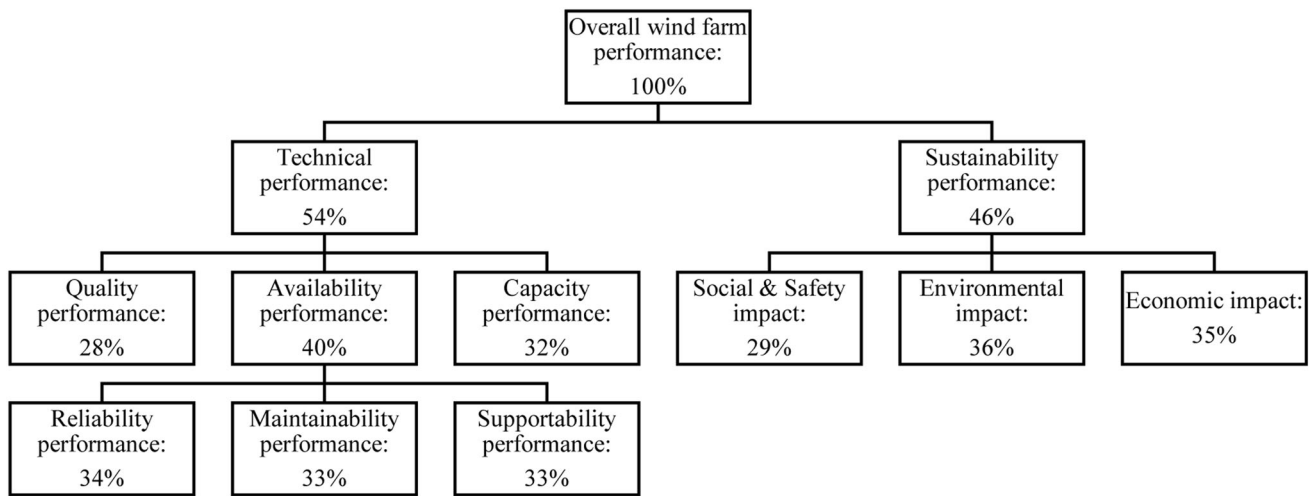 Overall wind farm
performance:
100%
Technical
performance:
54%
Sustainability
performance:
46%
Quality
performance:
28%
Availability
performance:
40%
Capacity
performance:
32%
Social & Safety
impact:
29%
Environmental
impact:
36%
Economic impact:
35%
Reliability
performance:
34%
Maintainability
performance:
33%
Supportability
performance:
33%